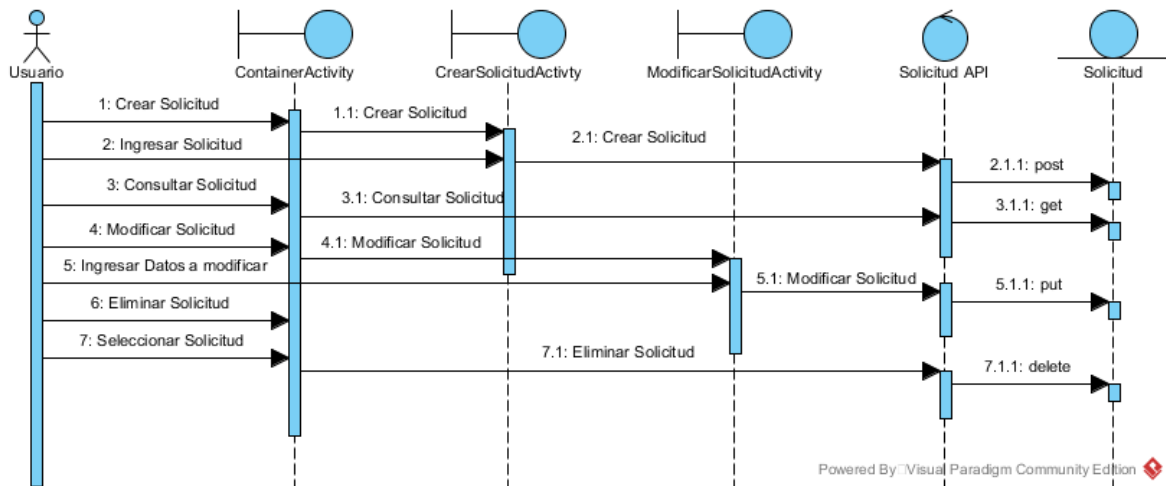 Usuario
ContainerActivity
CrearSolicitudActivty
ModificarSolicitudActivity
Solicitud API
Solicitud
1: Crear Solicitud
1.1: Crear Solicitud
2: Ingresar Solicitud
2.1: Crear Solicitud
2.1.1: post
3: Consultar Solicitud
3.1: Consultar Solicitud
3.1.1: get
4: Modificar Solicitud
4.1: Modificar Solicitud
5: Ingresar Datos a modificar
5.1: Modificar Solicitud
5.1.1: put
6: Eliminar Solicitud
7: Seleccionar Solicitud
7.1: Eliminar Solicitud
7.1.1: delete
Powered By Visual Paradigm Community Edition